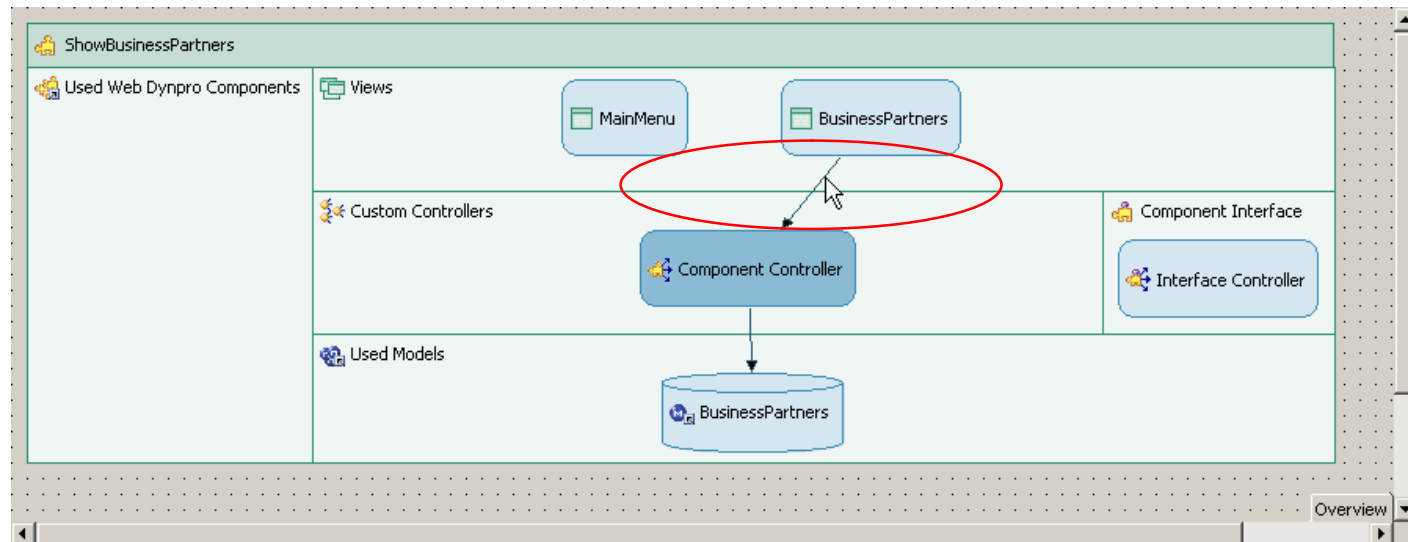 ShowBusinessPartners
Used Web Dynpro Components
Views
MainMenu
BusinessPartners
Custom Controllers
Component Interface
Component Controller
Interface Controller
Used Models
BusinessPartners
Overview